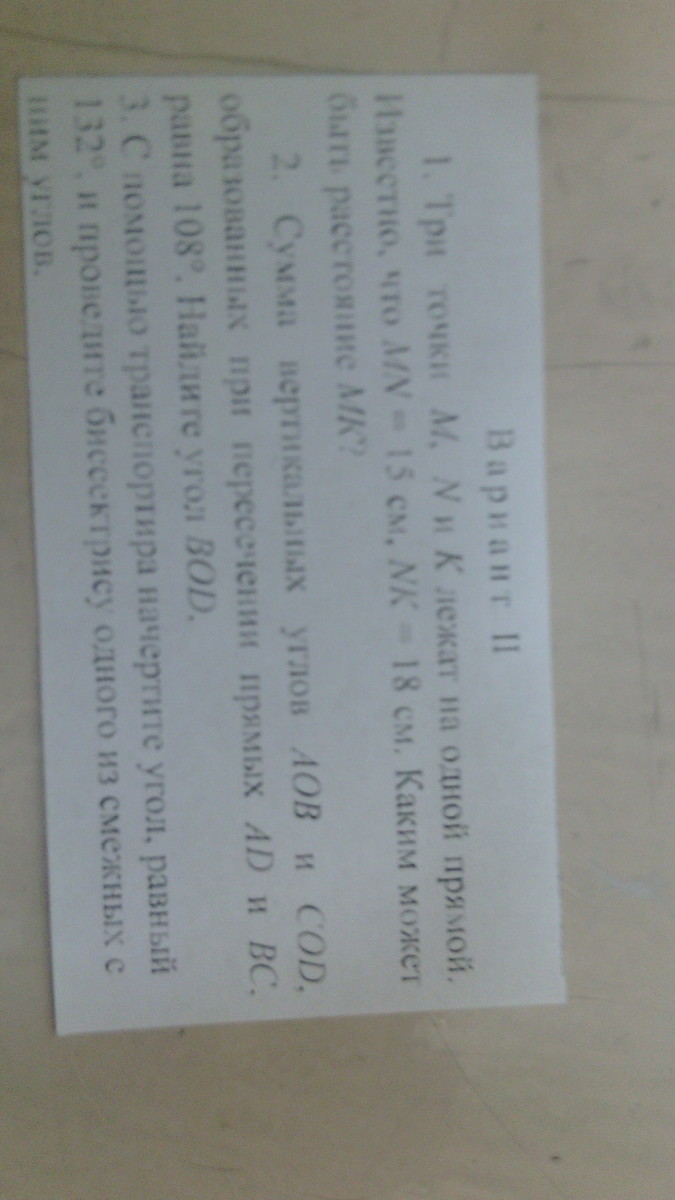 Вариант II
1. Три точки M, N и K лежат на одной прямой.
Известно, что MN = 15 см, NK = 18 см. Каким может
быть расстояние MK?
2. Сумма вертикальных углов AOB и COD,
образованных при пересечении прямых AD и BC,
равна 108°. Найдите угол BOD.
3. С помощью транспортира начертите угол, равный
132°, и проведите биссектрису одного из смежных с
ним углов.